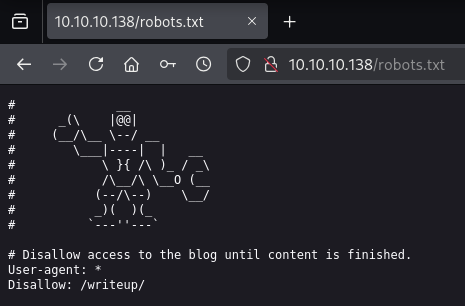 10.10.10.138/robots.txt
10.10.10.138/robots.txt
#              __
#      _(\    |@@|
#     (__/\__ \--/ __
#        \___|----|  |   __
#            \ }{ /\ )_ / _\
#            /\__/\ \__O (__
#           (--/\--)    \__/
#           _)(  )(_
#          `---''---`
# Disallow access to the blog until content is finished.
User-agent: *
Disallow: /writeup/